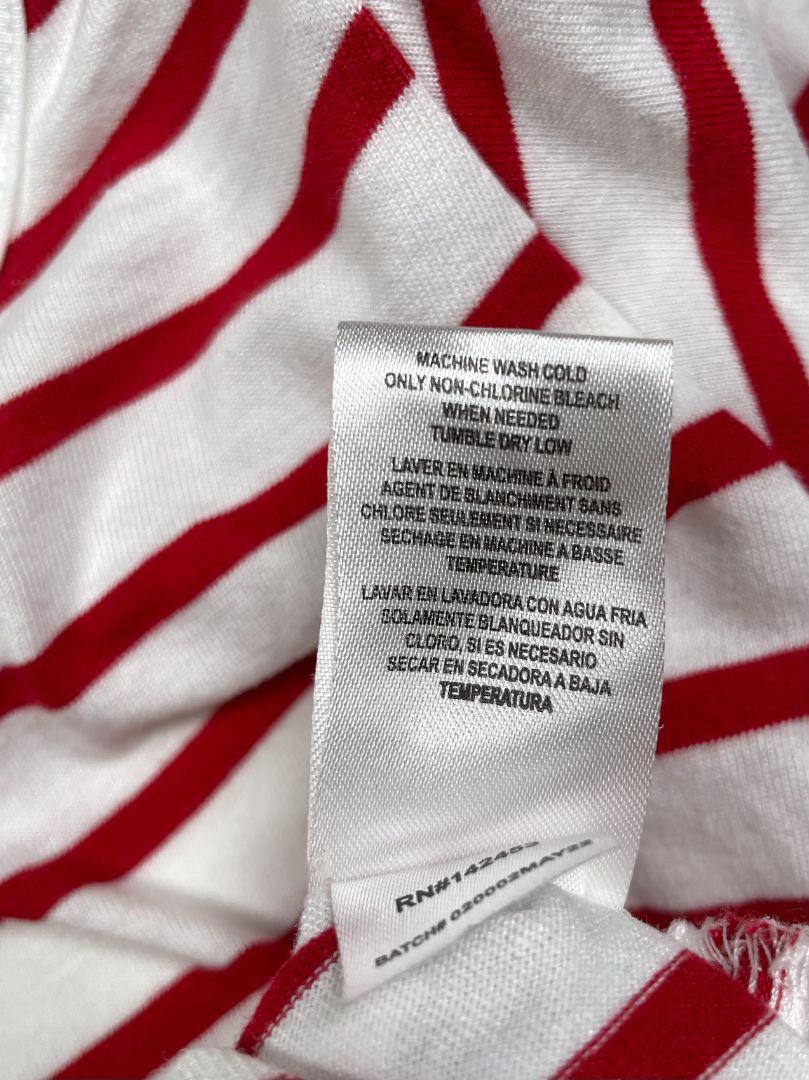 MACHINE WASH COLD
ONLY NON-CHLORINE BLEACH
WHEN NEEDED
TUMBLE DRY LOW
LAVER EN MACHINE À FROID
AGENT DE BLANCHIMENT SANS
CHLORE SEULEMENT SI NECESSAIRE
SECHAGE EN MACHINE A BASSE
TEMPERATURE
LAVAR EN LAVADORA CON AGUA FRIA
SOLAMENTE BLANQUEADOR SIN
CLORO, SI ES NECESARIO
SECAR EN SECADORA A BAJA
TEMPERATURA
BATCH# 020002MAY22